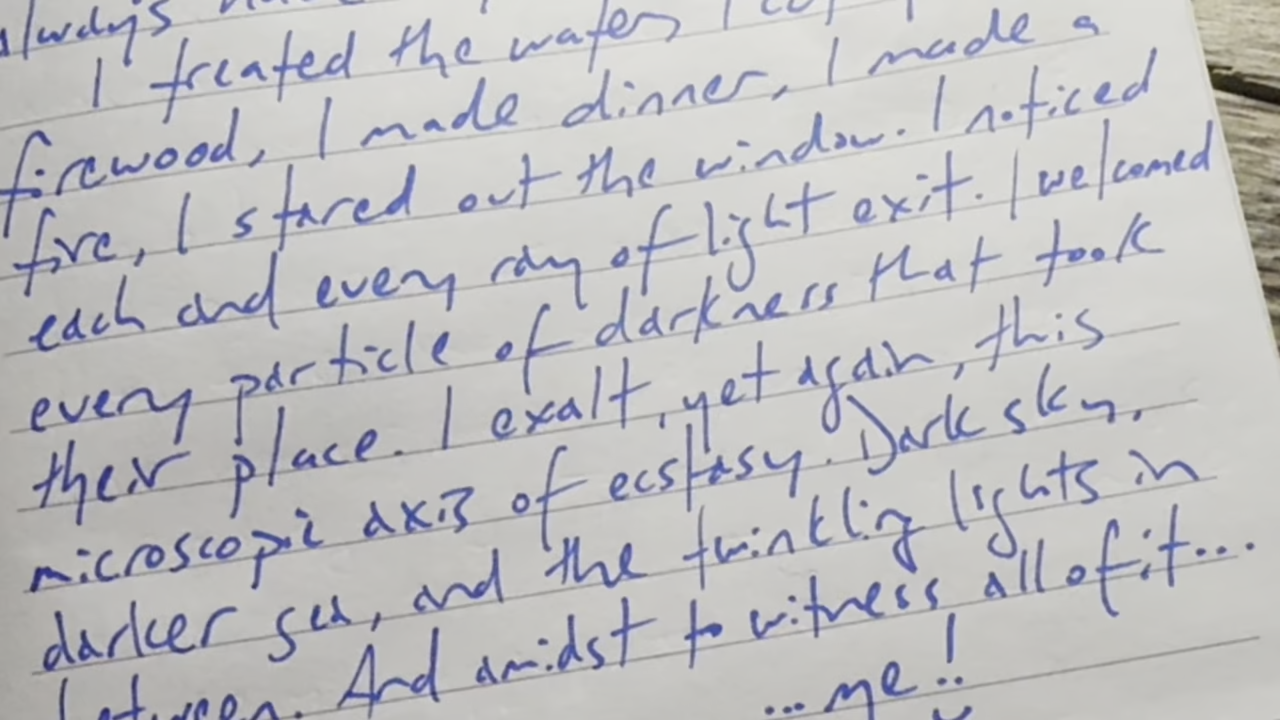 always
I treated the water, I
firewood, I made dinner, I made a
fire, I stared out the window. I noticed
each and every ray of light exit. I welcomed
every particle of darkness that took
their place. I exalt, yet again, this
microscopic axis of ecstasy. Dark sky,
darker sea, and the twinkling lights in
between. And amidst to witness all of it...
...me!